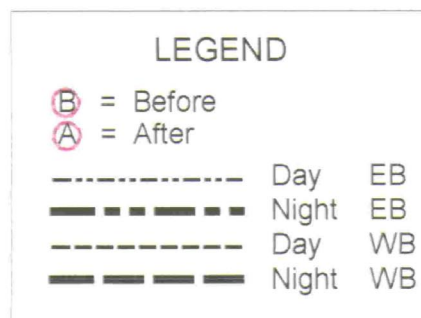 LEGEND
B = Before
A = After
Day EB
Night EB
Day WB
Night WB